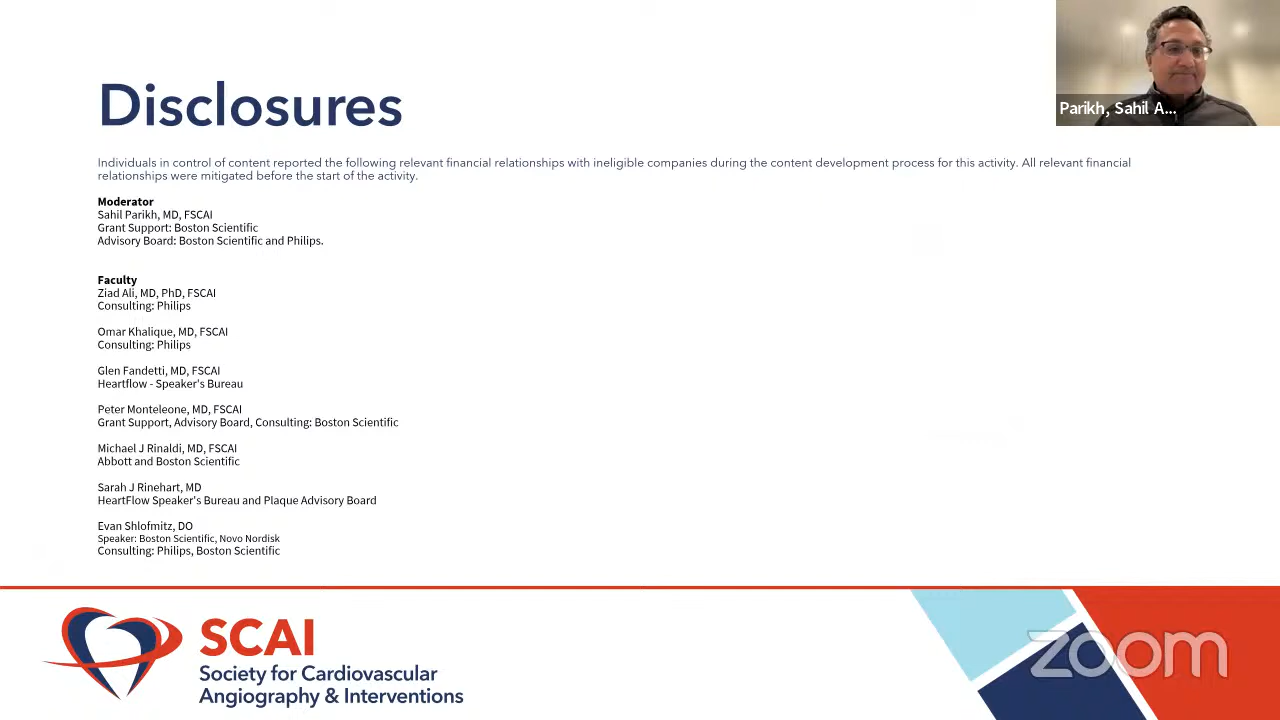 Parikh, Sahil A...
Disclosures
Individuals in control of content reported the following relevant financial relationships with ineligible companies during the content development process for this activity. All relevant financial
relationships were mitigated before the start of the activity.
Moderator
Sahil Parikh, MD, FSCAI
Grant Support: Boston Scientific
Advisory Board: Boston Scientific and Philips.
Faculty
Ziad Ali, MD, PhD, FSCAI
Consulting: Philips
Omar Khalique, MD, FSCAI
Consulting: Philips
Glen Fandetti, MD, FSCAI
Heartflow - Speaker's Bureau
Peter Monteleone, MD, FSCAI
Grant Support, Advisory Board, Consulting: Boston Scientific
Michael J Rinaldi, MD, FSCAI
Abbott and Boston Scientific
Sarah J Rinehart, MD
HeartFlow Speaker's Bureau and Plaque Advisory Board
Evan Shlofmitz, DO
Speaker: Boston Scientific, Novo Nordisk
Consulting: Philips, Boston Scientific
SCAI
Society for Cardiovascular
Angiography & Interventions
zoom